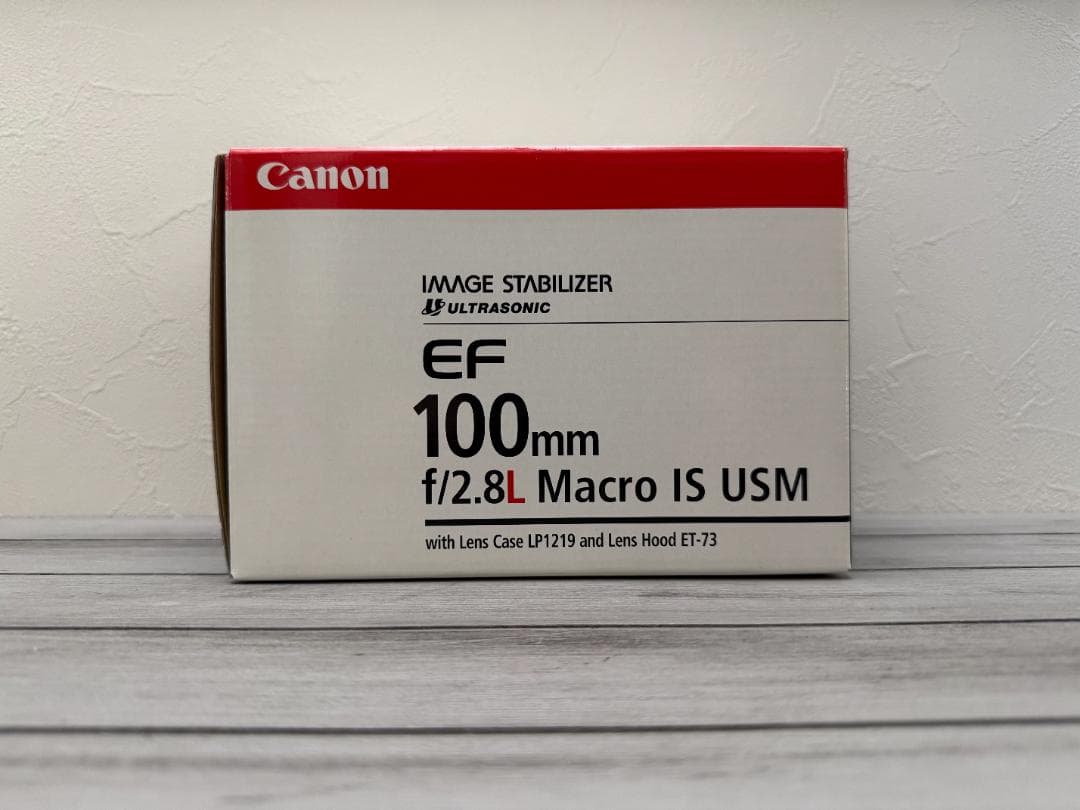 Canon
IMAGE STABILIZER
ULTRASONIC
EF
100mm
f/2.8L Macro IS USM
with Lens Case LP1219 and Lens Hood ET-73